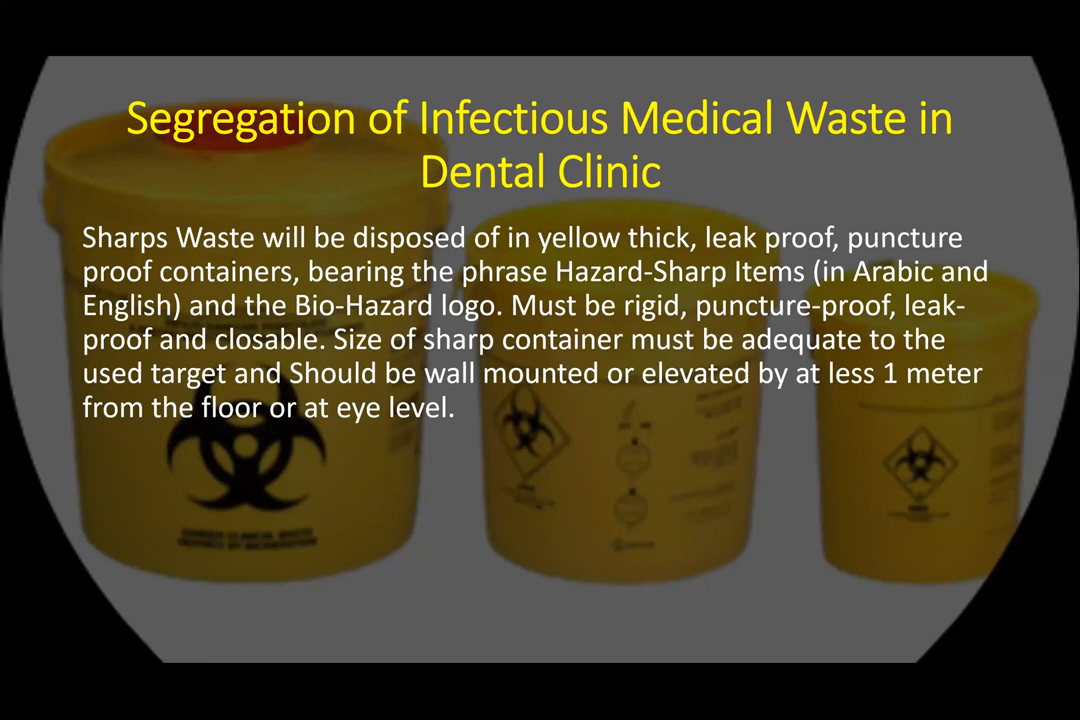 Segregation of Infectious Medical Waste in
Dental Clinic
Sharps Waste will be disposed of in yellow thick, leak proof, puncture
proof containers, bearing the phrase Hazard-Sharp Items (in Arabic and
English) and the Bio-Hazard logo. Must be rigid, puncture-proof, leak-
proof and closable. Size of sharp container must be adequate to the
used target and Should be wall mounted or elevated by at less 1 meter
from the floor or at eye level.